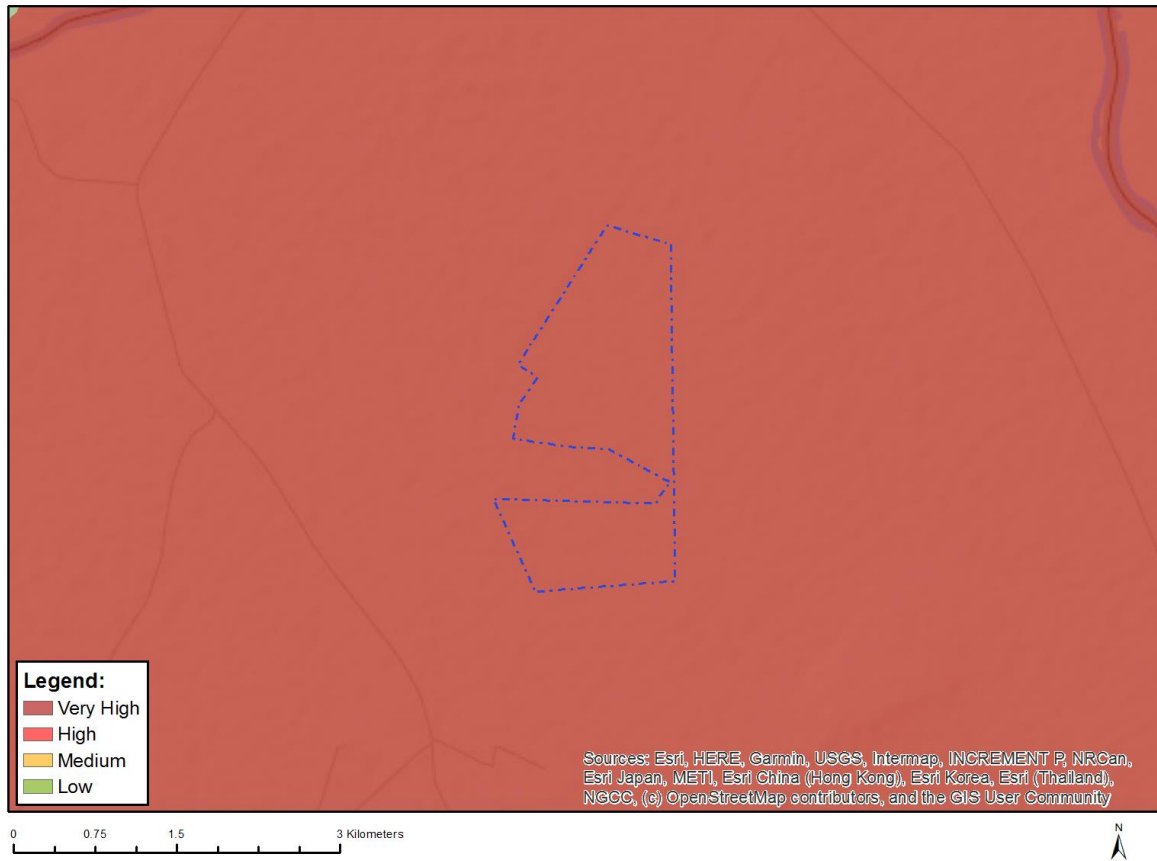 Legend:
Very High
High
Medium
Low
Sources: Esri, HERE, Garmin, USGS, Intermap, INCREMENT P, NRCan,
Esri Japan, METI, Esri China (Hong Kong), Esri Korea, Esri (Thailand),
NGCC, (c) OpenStreetMap contributors, and the GIS User Community
0 0.75 1.5 3 Kilometers
N